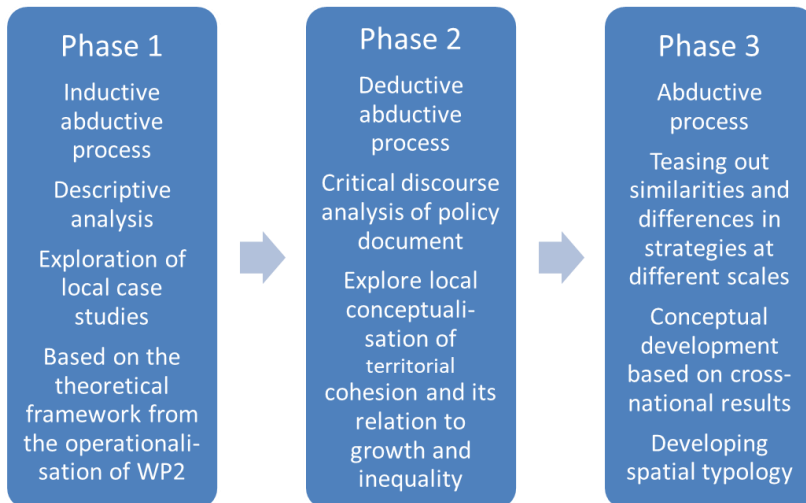 Phase 1
Inductive
abductive
process
Descriptive
analysis
Exploration of
local case
studies
Based on the
theoretical
framework from
the operationali-
sation of WP2
Phase 2
Deductive
abductive
process
Critical discourse
analysis of policy
document
Explore local
conceptuali-
sation of
territorial
cohesion and its
relation to
growth and
inequality
Phase 3
Abductive
process
Teasing out
similarities and
differences in
strategies at
different scales
Conceptual
development
based on cross-
national results
Developing
spatial typology